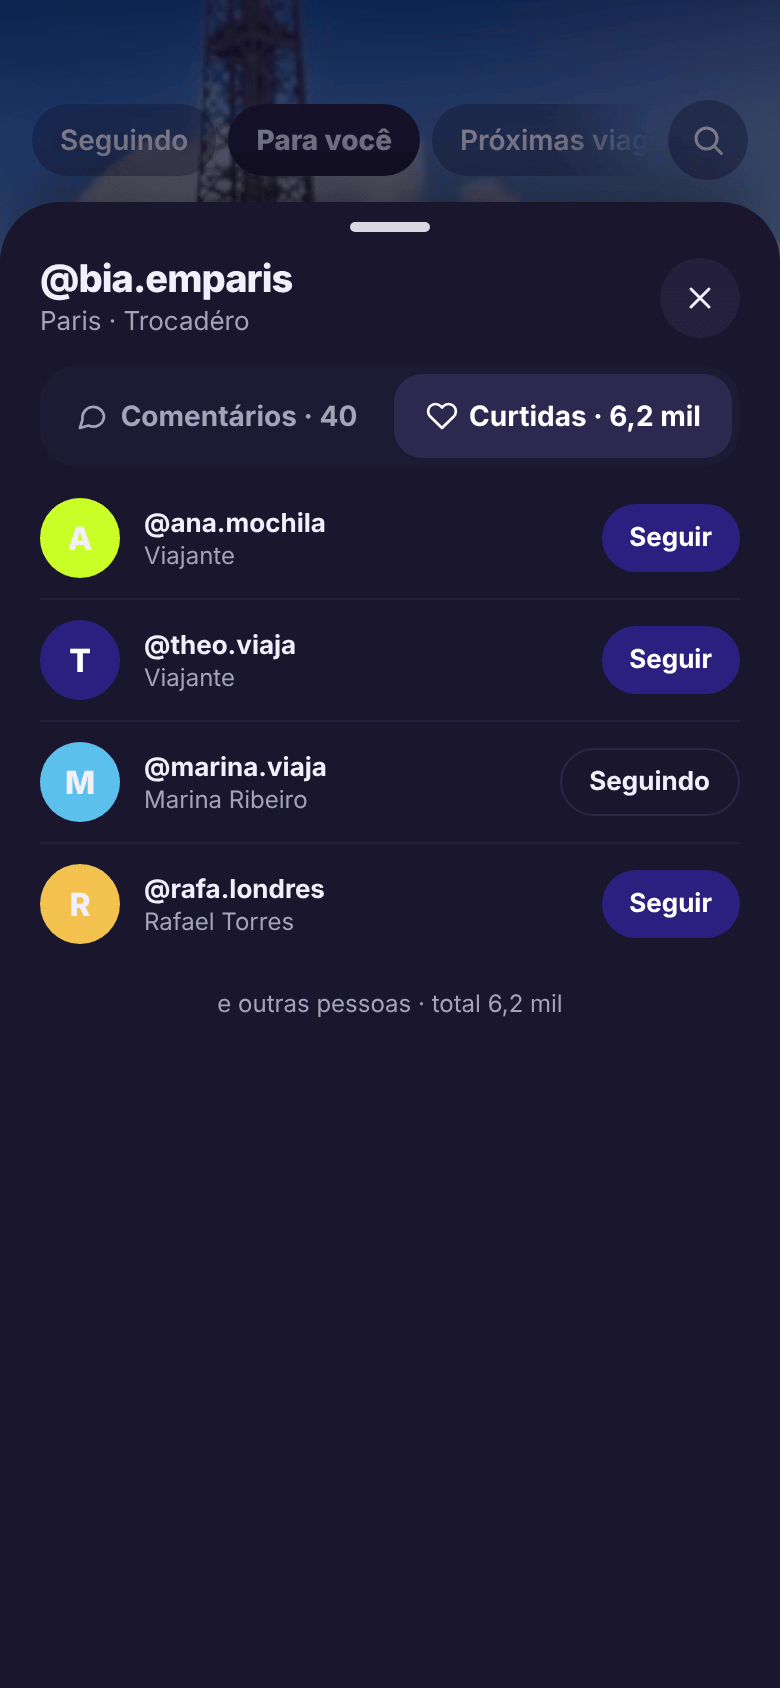 Seguindo
Para você
Próximas viag
@bia.emparis
Paris · Trocadéro
Comentários · 40
Curtidas · 6,2 mil
A
@ana.mochila
Viajante
Seguir
T
@theo.viaja
Viajante
Seguir
M
@marina.viaja
Marina Ribeiro
Seguindo
R
@rafa.londres
Rafael Torres
Seguir
e outras pessoas · total 6,2 mil